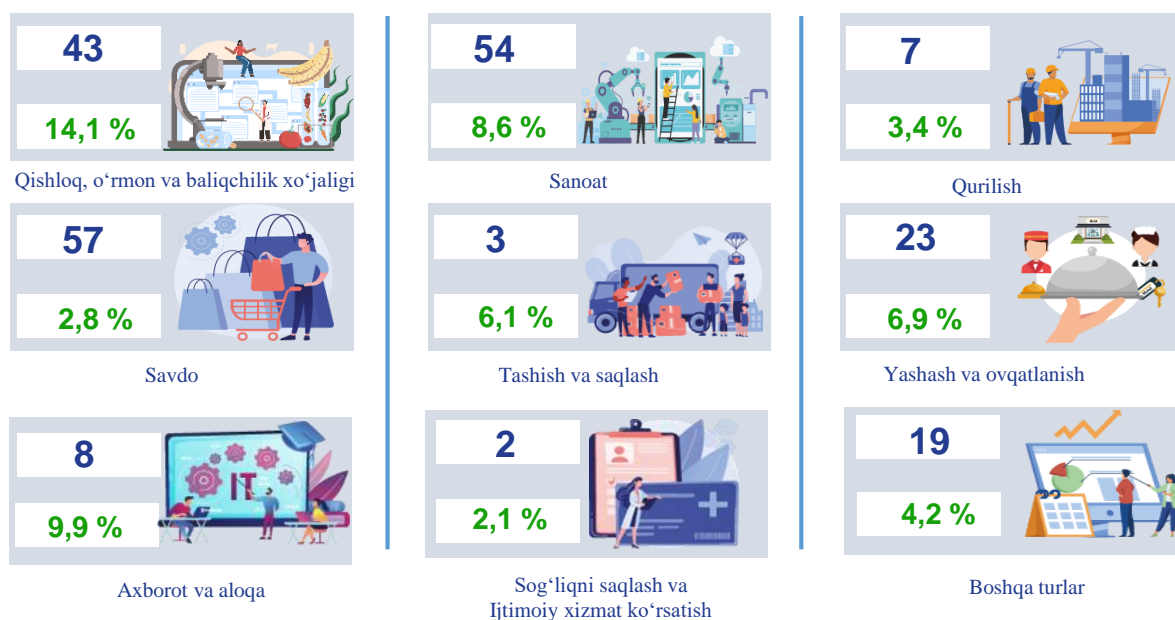 43
14,1 %
Qishloq, o‘rmon va baliqchilik xo‘jaligi
54
8,6 %
Sanoat
7
3,4 %
Qurilish
57
2,8 %
Savdo
3
6,1 %
Tashish va saqlash
23
6,9 %
Yashash va ovqatlanish
8
9,9 %
IT
Axborot va aloqa
2
2,1 %
Sog‘liqni saqlash va
Ijtimoiy xizmat ko‘rsatish
19
4,2 %
Boshqa turlar